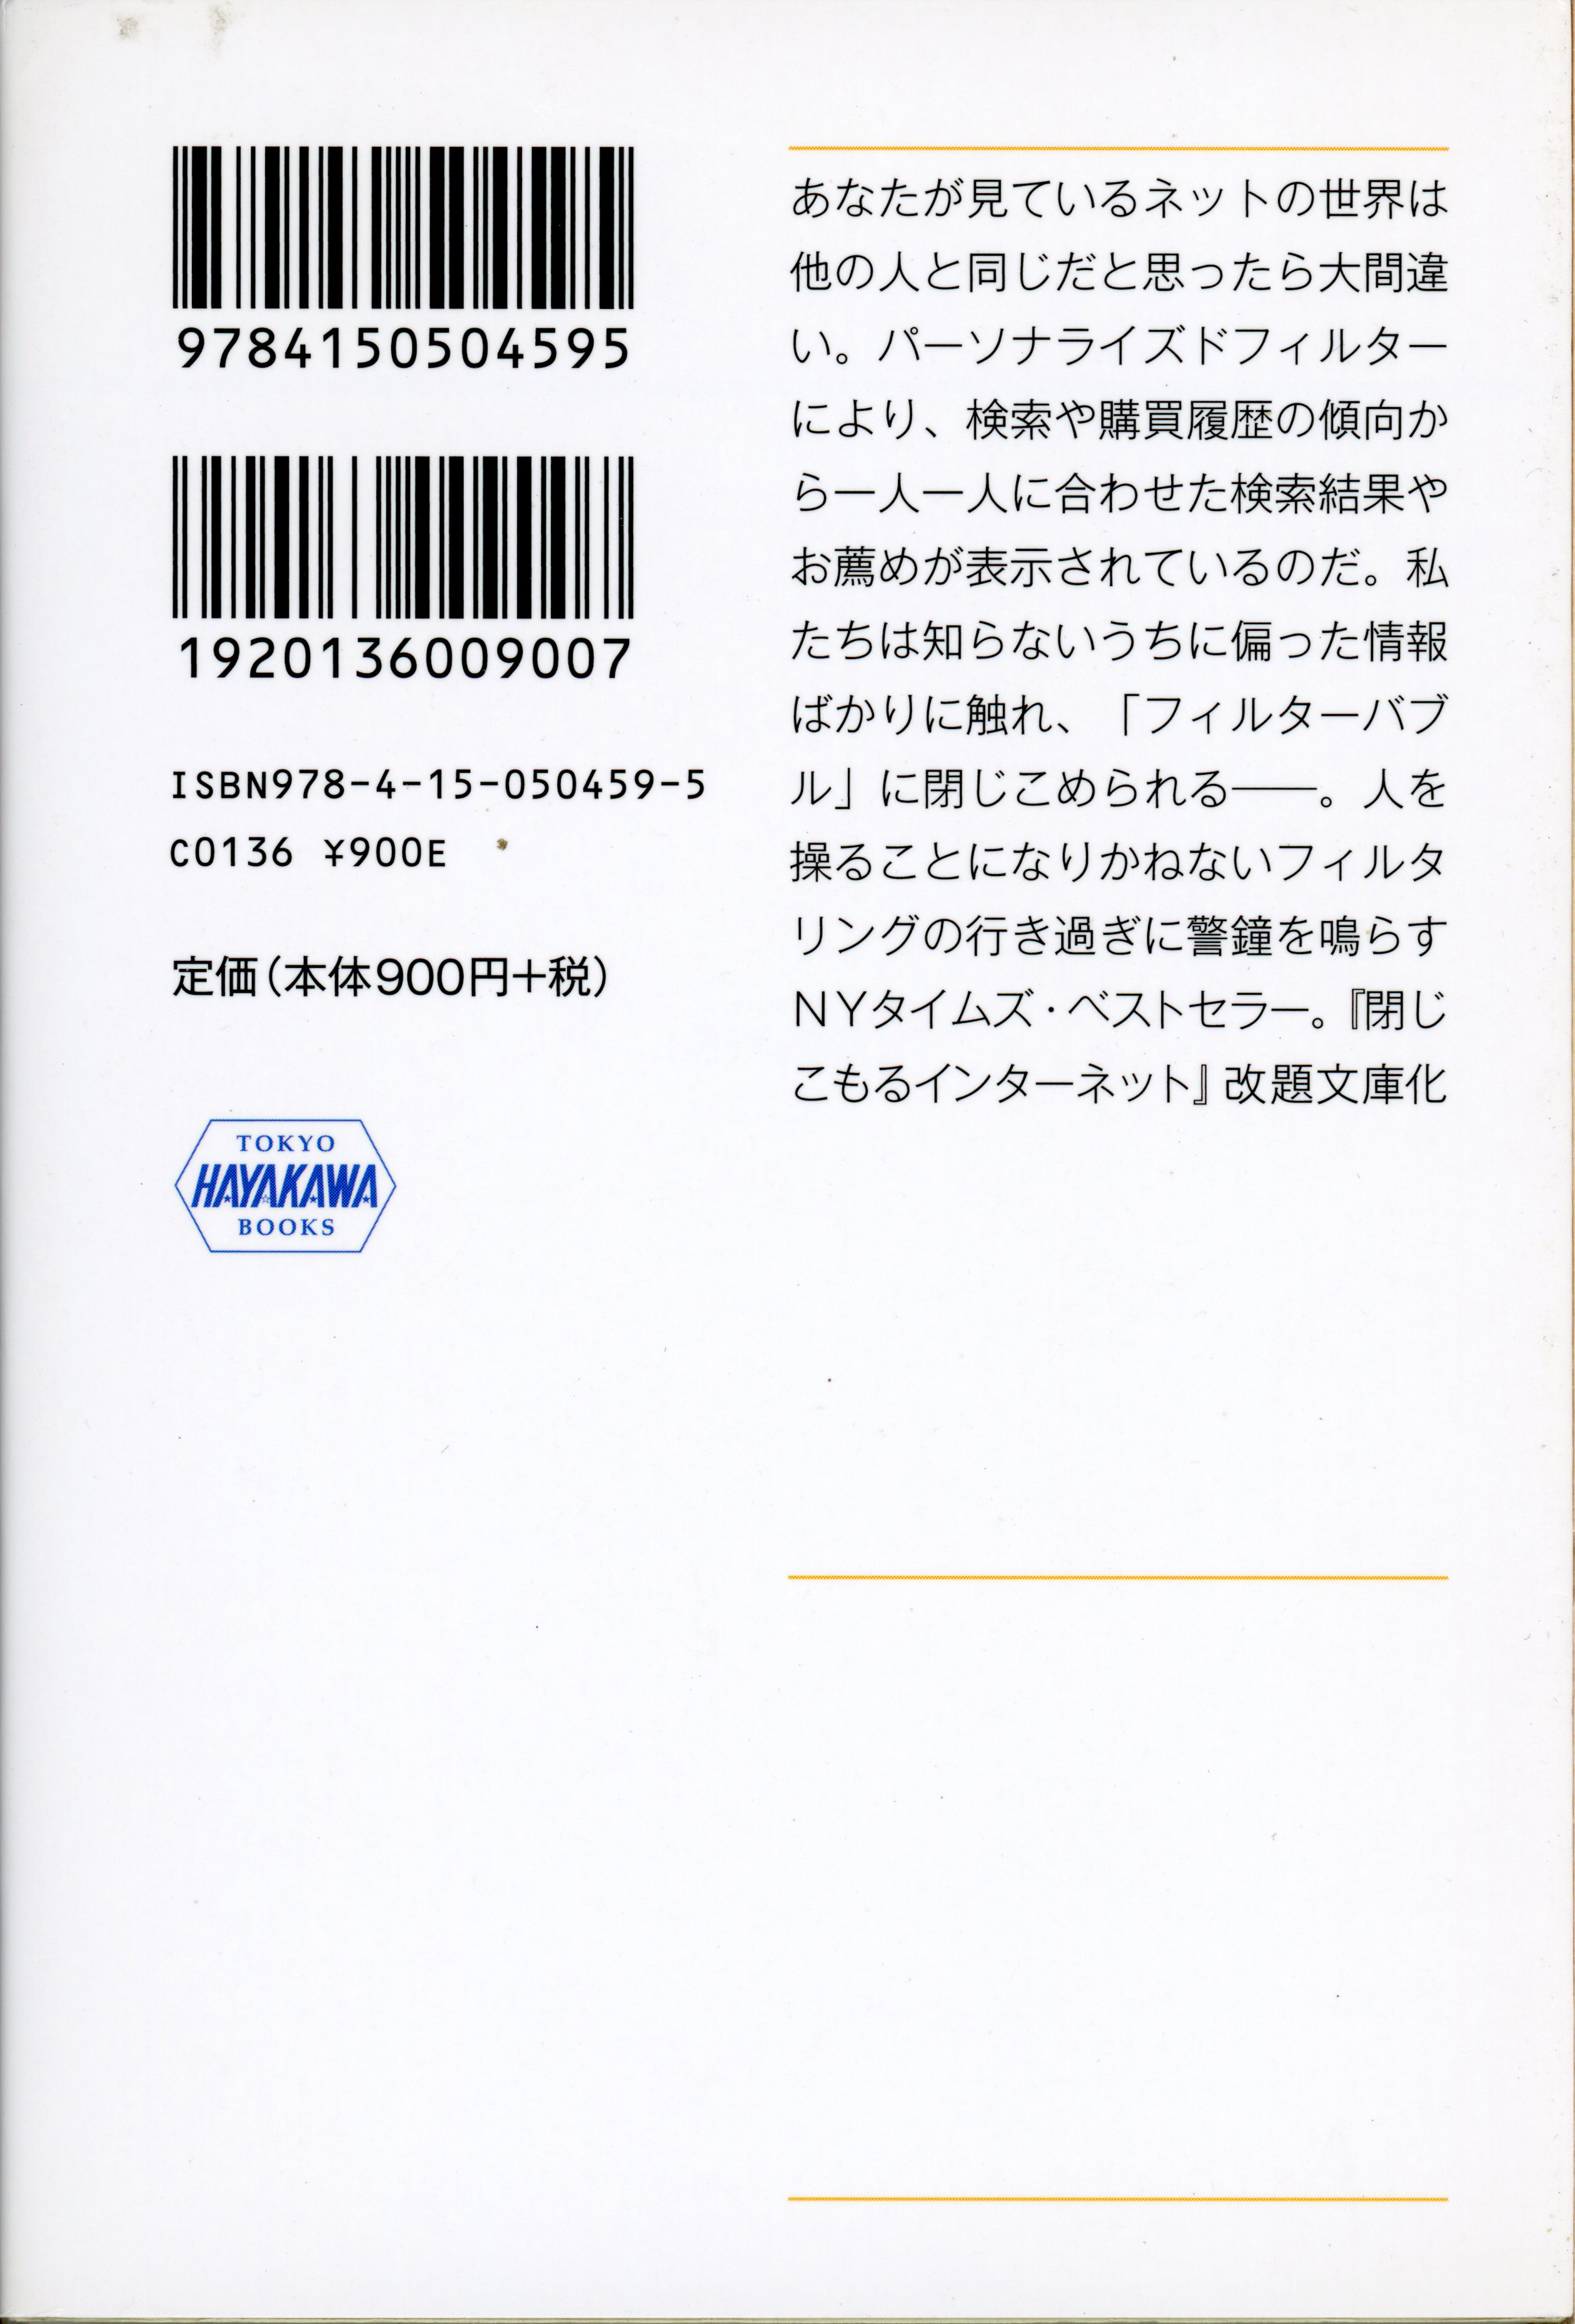 9784150504595
1920136009007
ISBN978-4-15-050459-5
C0136 ¥900E
定価(本体900円+税)
TOKYO
HAYAKAWA
BOOKS
あなたが見ているネットの世界は
他の人と同じだと思ったら大間違
い。パーソナライズドフィルター
により、検索や購買履歴の傾向か
ら一人一人に合わせた検索結果や
お薦めが表示されているのだ。私
たちは知らないうちに偏った情報
ばかりに触れ、「フィルターバブ
ル」に閉じこめられる――。人を
操ることになりかねないフィルタ
リングの行き過ぎに警鐘を鳴らす
NYタイムズ・ベストセラー。『閉じ
こもるインターネット』改題文庫化